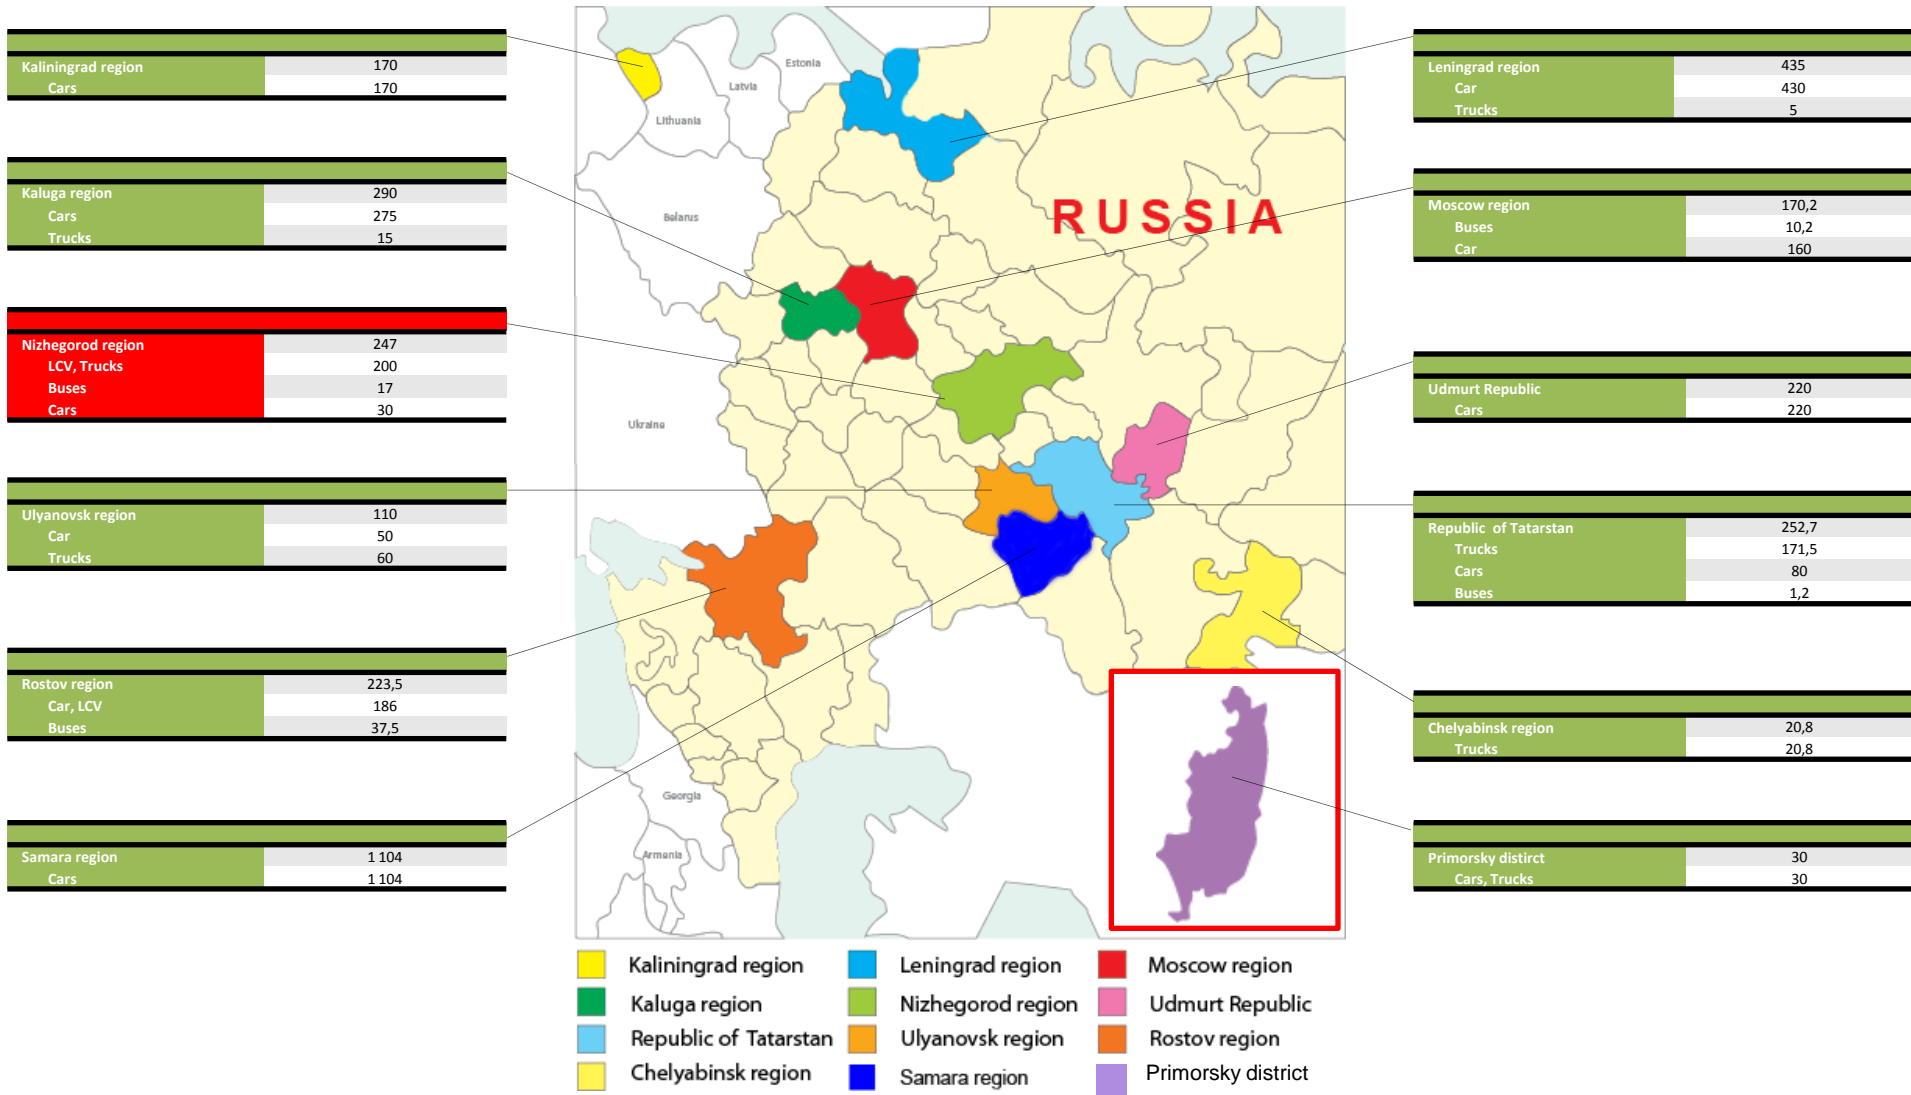 Kaliningrad region 170
Cars 170
Kaluga region 290
Cars 275
Trucks 15
Nizhegorod region 247
LCV, Trucks 200
Buses 17
Cars 30
Ulyanovsk region 110
Car 50
Trucks 60
Rostov region 223,5
Car, LCV 186
Buses 37,5
Samara region 1 104
Cars 1 104
Estonia
Latvia
Lithuania
Belarus
RUSSIA
Ukraine
Georgia
Armenia
Leningrad region 435
Car 430
Trucks 5
Moscow region 170,2
Buses 10,2
Car 160
Udmurt Republic 220
Cars 220
Republic of Tatarstan 252,7
Trucks 171,5
Cars 80
Buses 1,2
Chelyabinsk region 20,8
Trucks 20,8
Primorsky distirct 30
Cars, Trucks 30
Kaliningrad region Leningrad region Moscow region
Kaluga region Nizhegorod region Udmurt Republic
Republic of Tatarstan Ulyanovsk region Rostov region
Chelyabinsk region Samara region Primorsky district